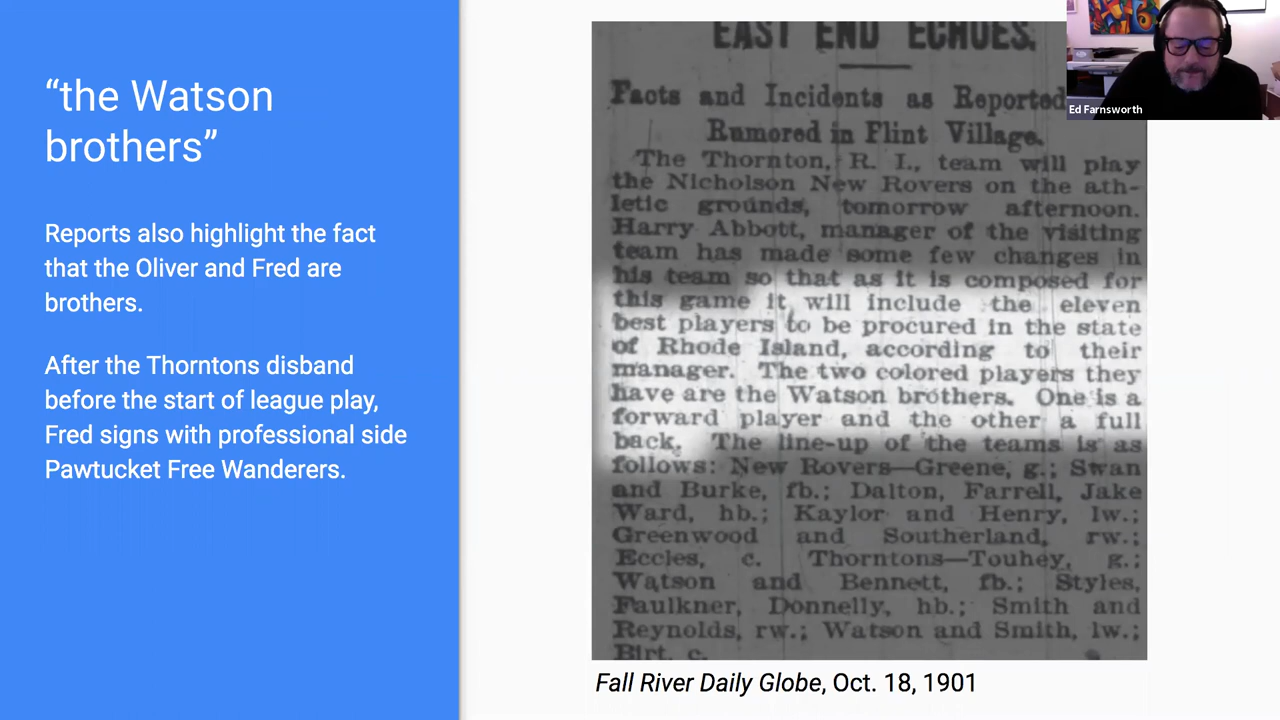 “the Watson
brothers”
Reports also highlight the fact
that the Oliver and Fred are
brothers.
After the Thorntons disband
before the start of league play,
Fred signs with professional side
Pawtucket Free Wanderers.
EAST END ECHOES.
Facts and Incidents as Reported
Rumored in Flint Village.
The Thornton, R. I., team will play
the Nicholson New Rovers on the ath-
letic grounds, tomorrow afternoon.
Harry Abbott, manager of the visiting
team has made some few changes in
his team so that as it is composed for
this game it will include the eleven
best players to be procured in the state
of Rhode Island, according to their
manager. The two colored players they
have are the Watson brothers. One is a
forward player and the other a full
back. The line-up of the teams is as
follows: New Rovers—Greene, g.; Swan
and Burke, fb.; Dalton, Farrell, Jake
Ward, hb.; Kaylor and Henry, lw.;
Greenwood and Southerland, rw.;
Eccles, c. Thorntons—Touhey, g.;
Watson and Bennett, fb.; Styles,
Faulkner, Donnelly, hb.; Smith and
Reynolds, rw.; Watson and Smith, lw.;
Birt, c.
Fall River Daily Globe, Oct. 18, 1901
Ed Farnsworth